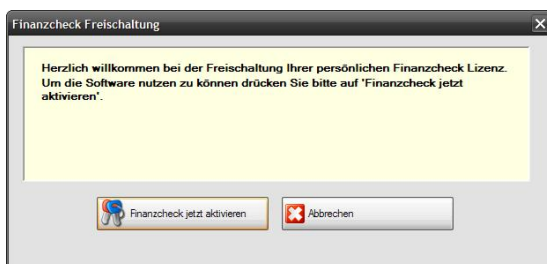 Finanzcheck Freischaltung
Herzlich willkommen bei der Freischaltung Ihrer persönlichen Finanzcheck Lizenz.
Um die Software nutzen zu können drücken Sie bitte auf 'Finanzcheck jetzt
aktivieren'.
Finanzcheck jetzt aktivieren
Abbrechen